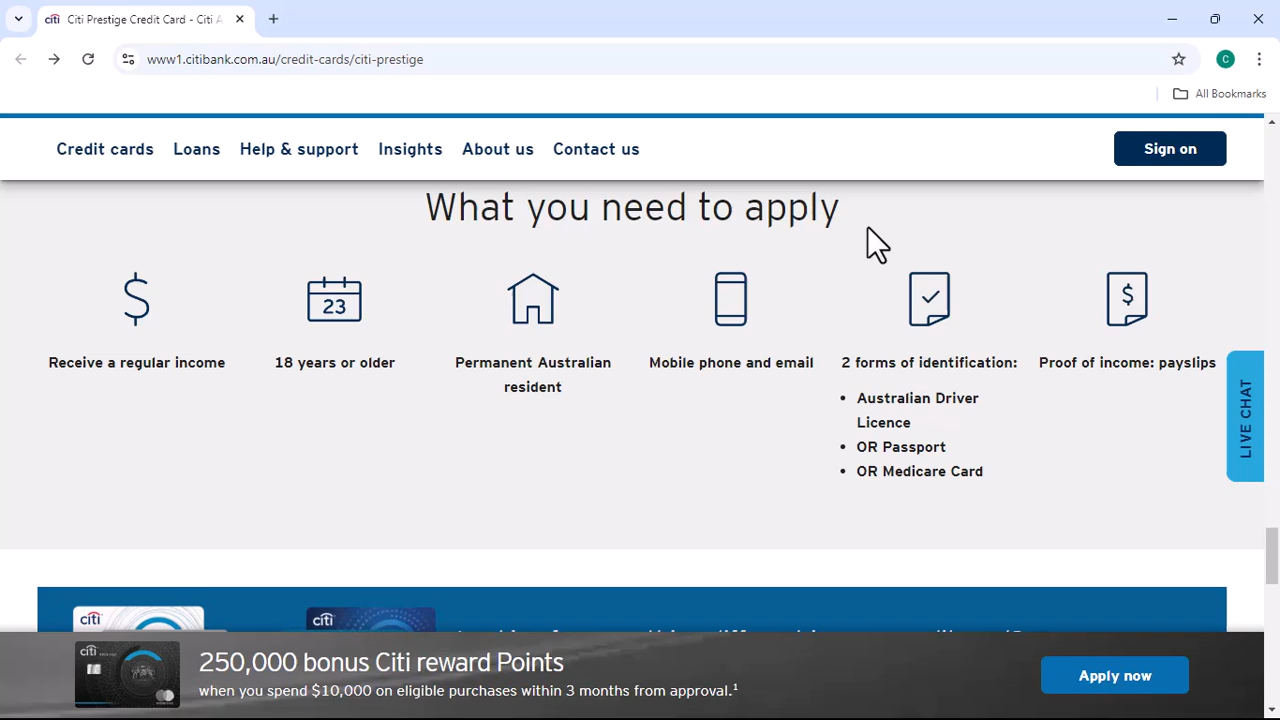 citi Citi Prestige Credit Card - Citi A
www1.citibank.com.au/credit-cards/citi-prestige
C
All Bookmarks
Credit cards Loans Help & support Insights About us Contact us Sign on
What you need to apply
23
$
Receive a regular income
18 years or older
Permanent Australian
resident
Mobile phone and email
2 forms of identification:
• Australian Driver
Licence
• OR Passport
• OR Medicare Card
Proof of income: payslips
LIVE CHAT
citi
citi
citi
250,000 bonus Citi reward Points
when you spend $10,000 on eligible purchases within 3 months from approval.¹
Apply now